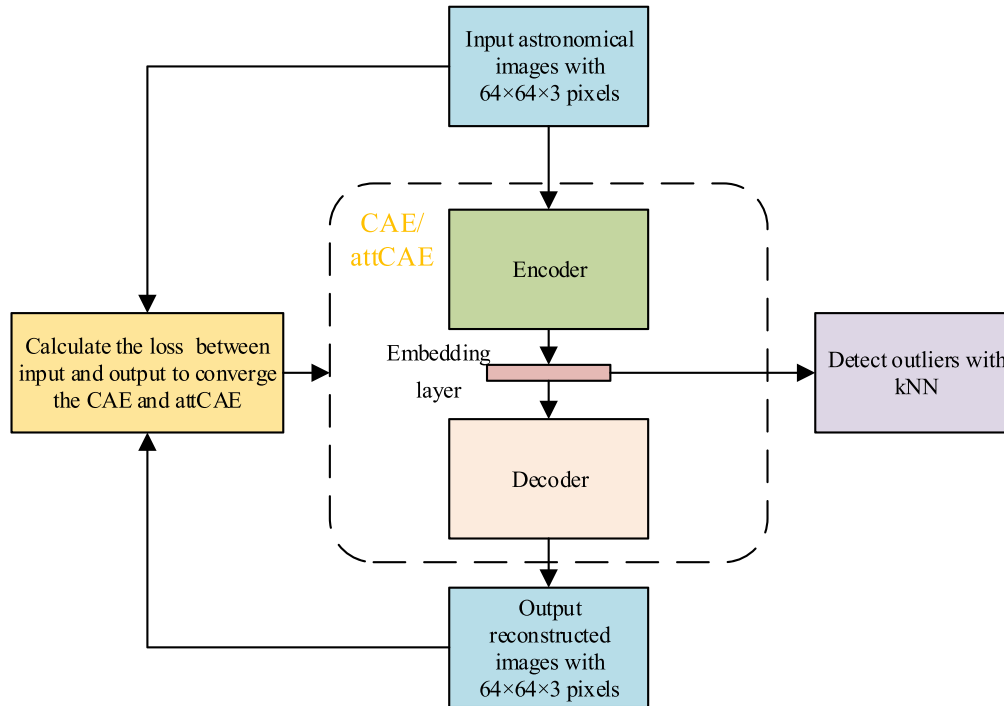 Input astronomical
images with
64×64×3 pixels
CAE/
attCAE
Encoder
Calculate the loss between
input and output to converge
the CAE and attCAE
Embedding
layer
Detect outliers with
kNN
Decoder
Output
reconstructed
images with
64×64×3 pixels